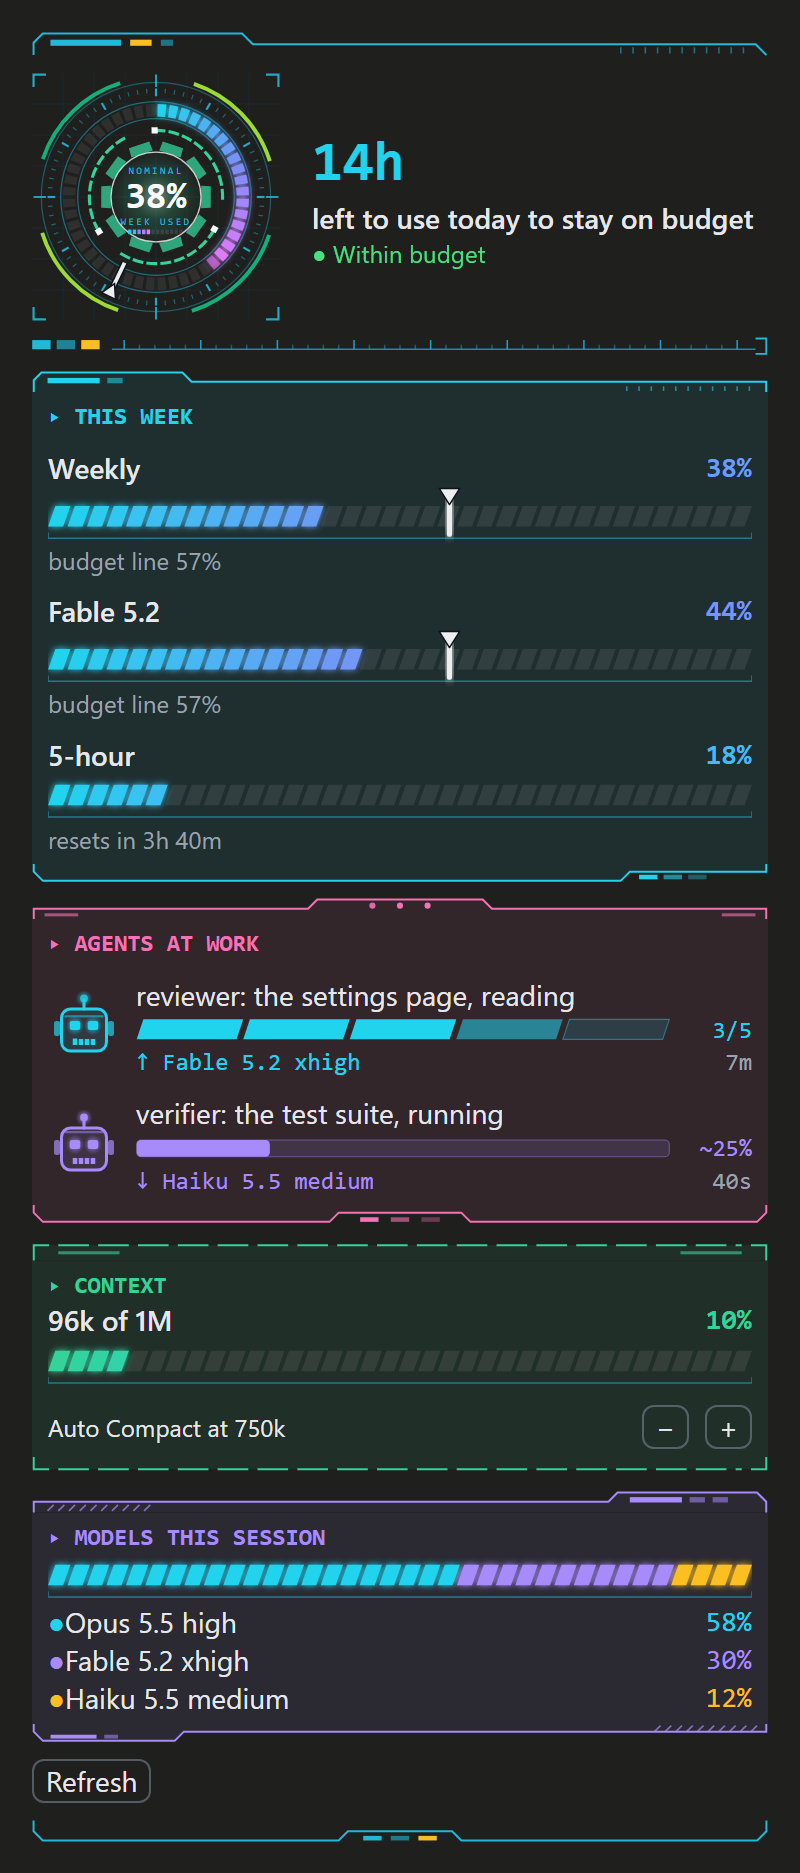 NOMINAL
38%
WEEK USED
14h
left to use today to stay on budget
● Within budget
▸ THIS WEEK
Weekly 38%
budget line 57%
Fable 5.2 44%
budget line 57%
5-hour 18%
resets in 3h 40m
▸ AGENTS AT WORK
reviewer: the settings page, reading
3/5
↑ Fable 5.2 xhigh 7m
verifier: the test suite, running
~25%
↓ Haiku 5.5 medium 40s
▸ CONTEXT
96k of 1M 10%
Auto Compact at 750k − +
▸ MODELS THIS SESSION
●Opus 5.5 high 58%
●Fable 5.2 xhigh 30%
●Haiku 5.5 medium 12%
Refresh